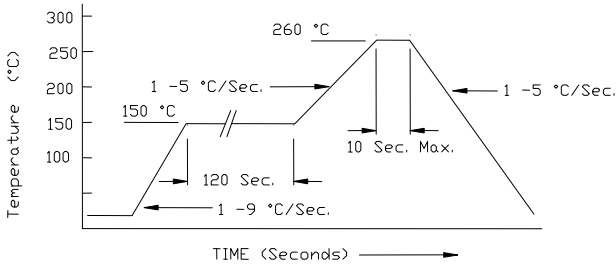 300
260 °C
250
200
1 -5 °C/Sec.
1 -5 °C/Sec.
150 °C
150
100
10 Sec. Max.
120 Sec.
1 -9 °C/Sec.
Temperature (°C)
TIME (Seconds)